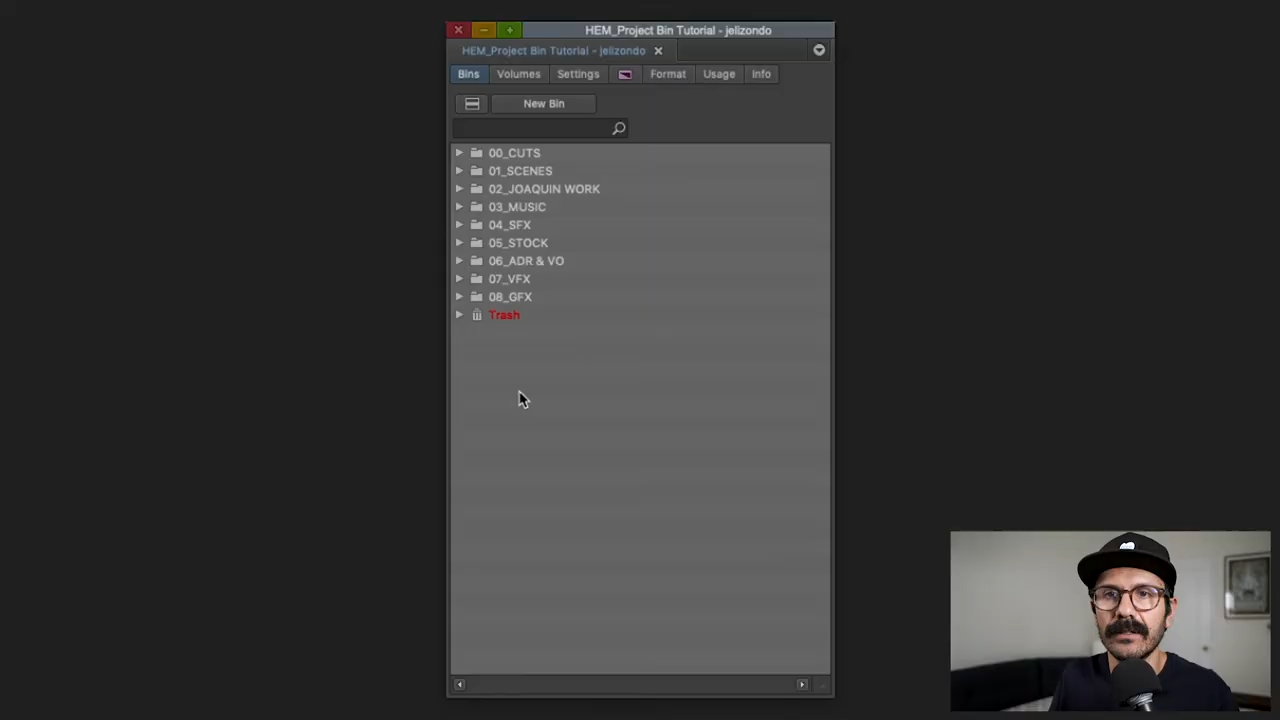 HEM_Project Bin Tutorial - jelizondo
HEM_Project Bin Tutorial - jelizondo
Bins Volumes Settings Format Usage Info
New Bin
00_CUTS
01_SCENES
02_JOAQUIN WORK
03_MUSIC
04_SFX
05_STOCK
06_ADR & VO
07_VFX
08_GFX
Trash